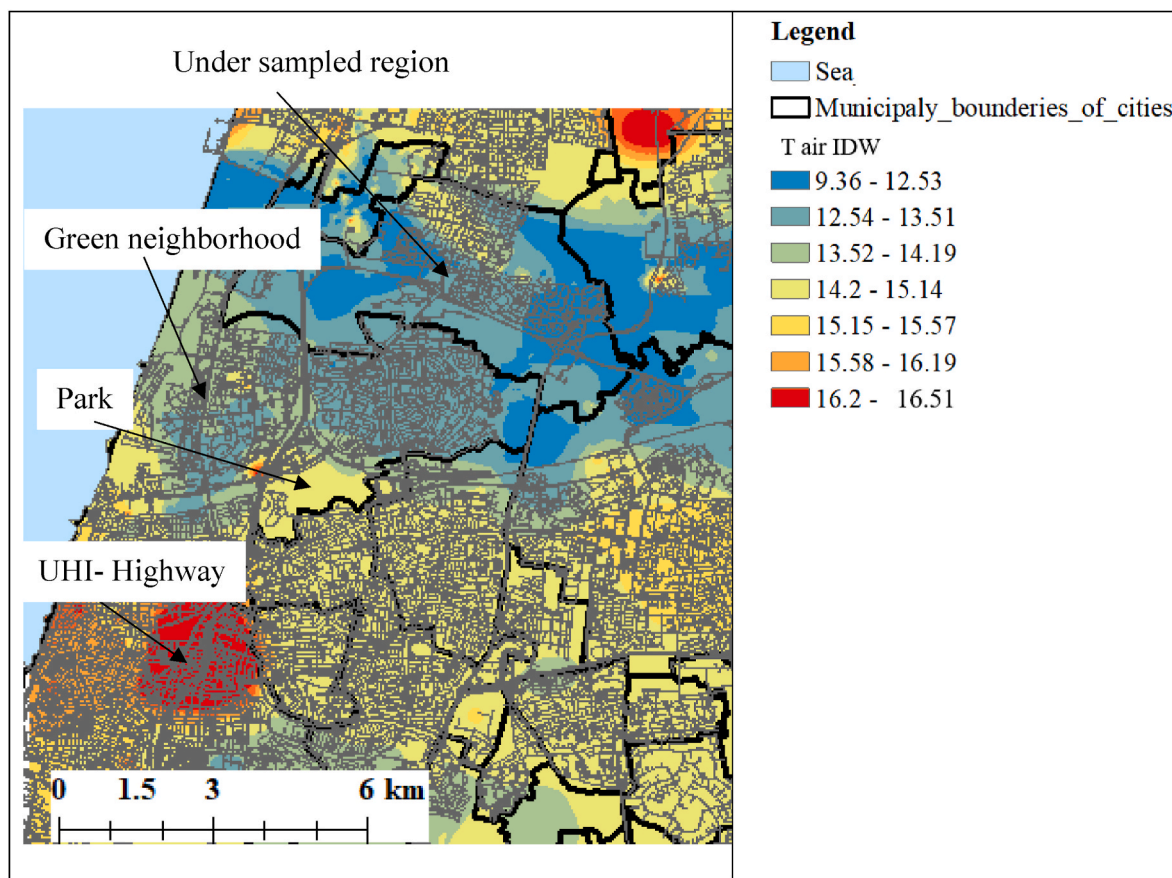 Under sampled region
Green neighborhood
Park
UHI- Highway
0 1.5 3 6 km
Legend
Sea
Municipaly_bounderies_of_cities
T air IDW
9.36 - 12.53
12.54 - 13.51
13.52 - 14.19
14.2 - 15.14
15.15 - 15.57
15.58 - 16.19
16.2 - 16.51